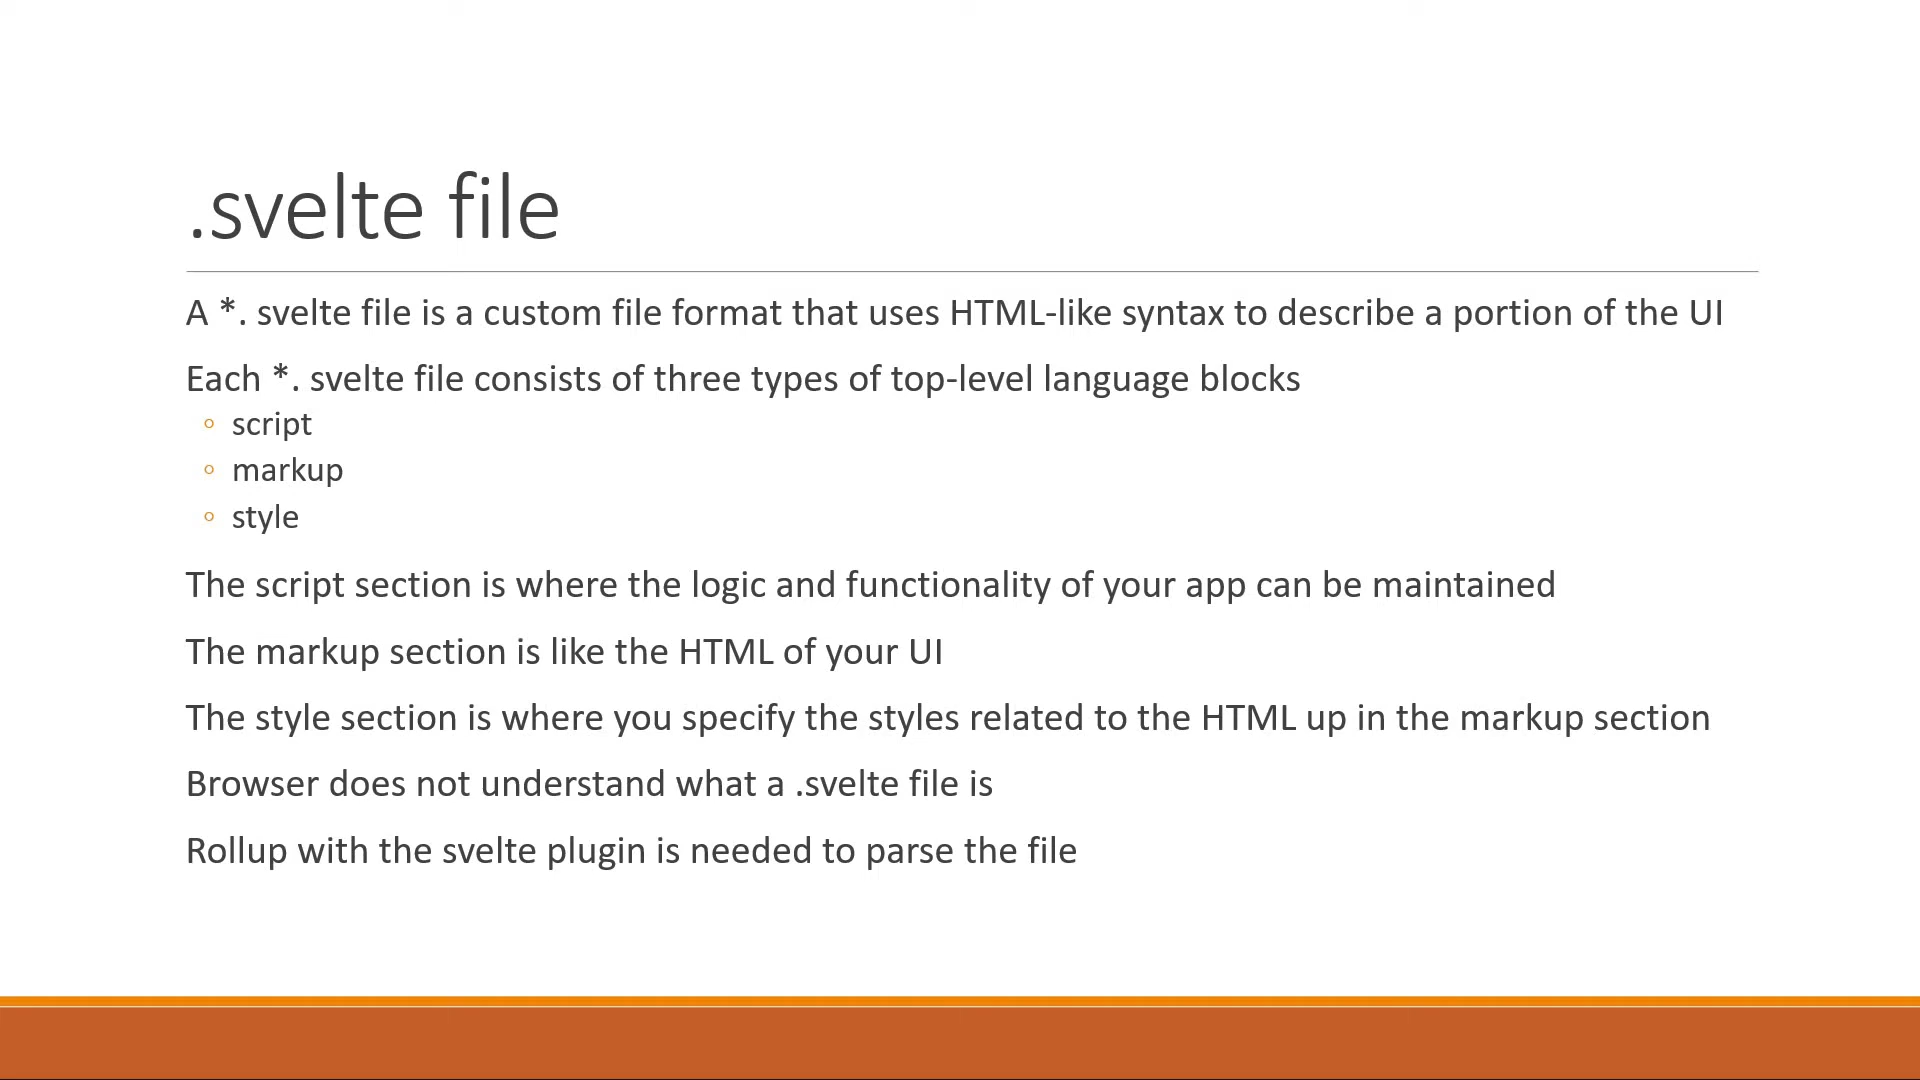 .svelte file
A *. svelte file is a custom file format that uses HTML-like syntax to describe a portion of the UI
Each *. svelte file consists of three types of top-level language blocks
◦ script
◦ markup
◦ style
The script section is where the logic and functionality of your app can be maintained
The markup section is like the HTML of your UI
The style section is where you specify the styles related to the HTML up in the markup section
Browser does not understand what a .svelte file is
Rollup with the svelte plugin is needed to parse the file